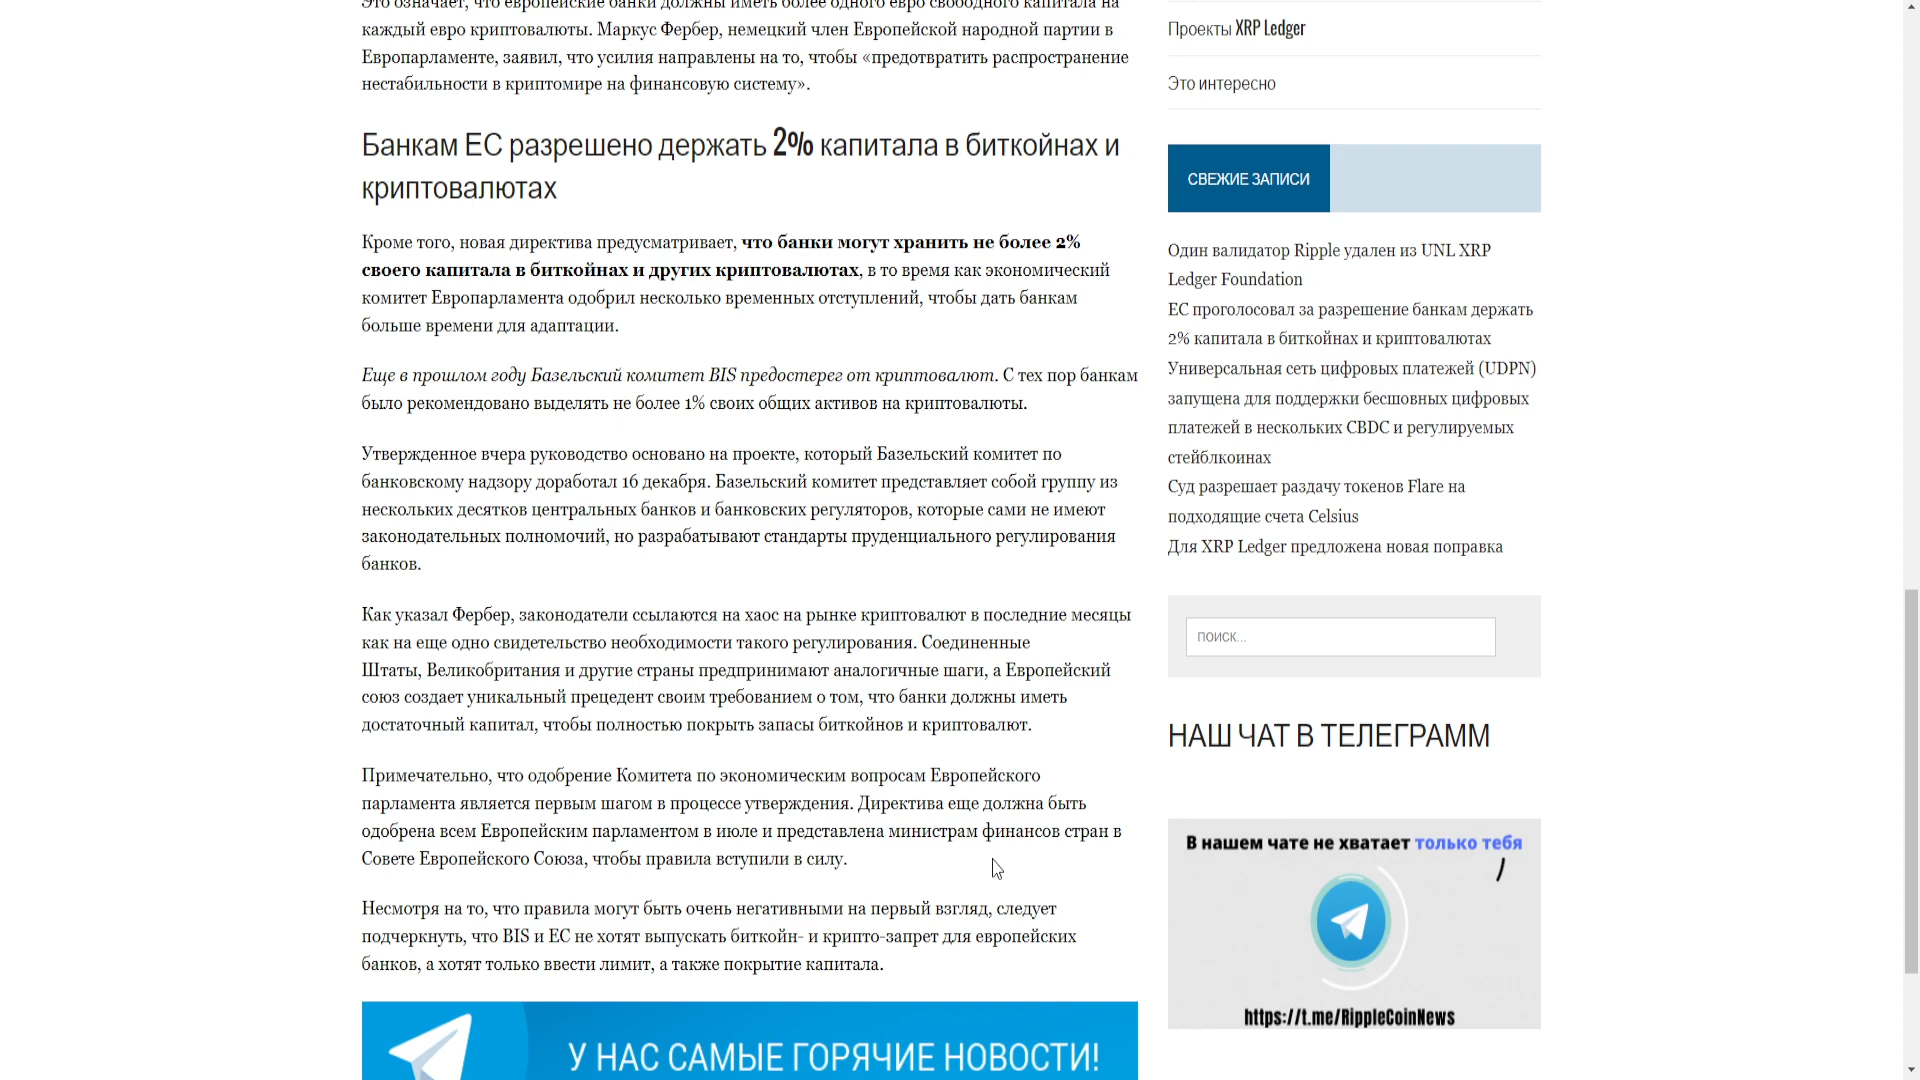 Это означает, что европейские банки должны иметь более одного евро свободного капитала на
каждый евро криптовалюты. Маркус Фербер, немецкий член Европейской народной партии в
Европарламенте, заявил, что усилия направлены на то, чтобы «предотвратить распространение
нестабильности в криптомире на финансовую систему».
Банкам ЕС разрешено держать 2% капитала в биткойнах и
криптовалютах
Кроме того, новая директива предусматривает, что банки могут хранить не более 2%
своего капитала в биткойнах и других криптовалютах, в то время как экономический
комитет Европарламента одобрил несколько временных отступлений, чтобы дать банкам
больше времени для адаптации.
Еще в прошлом году Базельский комитет BIS предостерег от криптовалют. С тех пор банкам
было рекомендовано выделять не более 1% своих общих активов на криптовалюты.
Утвержденное вчера руководство основано на проекте, который Базельский комитет по
банковскому надзору доработал 16 декабря. Базельский комитет представляет собой группу из
нескольких десятков центральных банков и банковских регуляторов, которые сами не имеют
законодательных полномочий, но разрабатывают стандарты пруденциального регулирования
банков.
Как указал Фербер, законодатели ссылаются на хаос на рынке криптовалют в последние месяцы
как на еще одно свидетельство необходимости такого регулирования. Соединенные
Штаты, Великобритания и другие страны предпринимают аналогичные шаги, а Европейский
союз создает уникальный прецедент своим требованием о том, что банки должны иметь
достаточный капитал, чтобы полностью покрыть запасы биткойнов и криптовалют.
Примечательно, что одобрение Комитета по экономическим вопросам Европейского
парламента является первым шагом в процессе утверждения. Директива еще должна быть
одобрена всем Европейским парламентом в июле и представлена министрам финансов стран в
Совете Европейского Союза, чтобы правила вступили в силу.
Несмотря на то, что правила могут быть очень негативными на первый взгляд, следует
подчеркнуть, что BIS и ЕС не хотят выпускать биткойн- и крипто-запрет для европейских
банков, а хотят только ввести лимит, а также покрытие капитала.
У НАС САМЫЕ ГОРЯЧИЕ НОВОСТИ!
Проекты XRP Ledger
Это интересно
СВЕЖИЕ ЗАПИСИ
Один валидатор Ripple удален из UNL XRP
Ledger Foundation
ЕС проголосовал за разрешение банкам держать
2% капитала в биткойнах и криптовалютах
Универсальная сеть цифровых платежей (UDPN)
запущена для поддержки бесшовных цифровых
платежей в нескольких CBDC и регулируемых
стейблкоинах
Суд разрешает раздачу токенов Flare на
подходящие счета Celsius
Для XRP Ledger предложена новая поправка
поиск...
НАШ ЧАТ В ТЕЛЕГРАММ
В нашем чате не хватает только тебя
https://t.me/RippleCoinNews